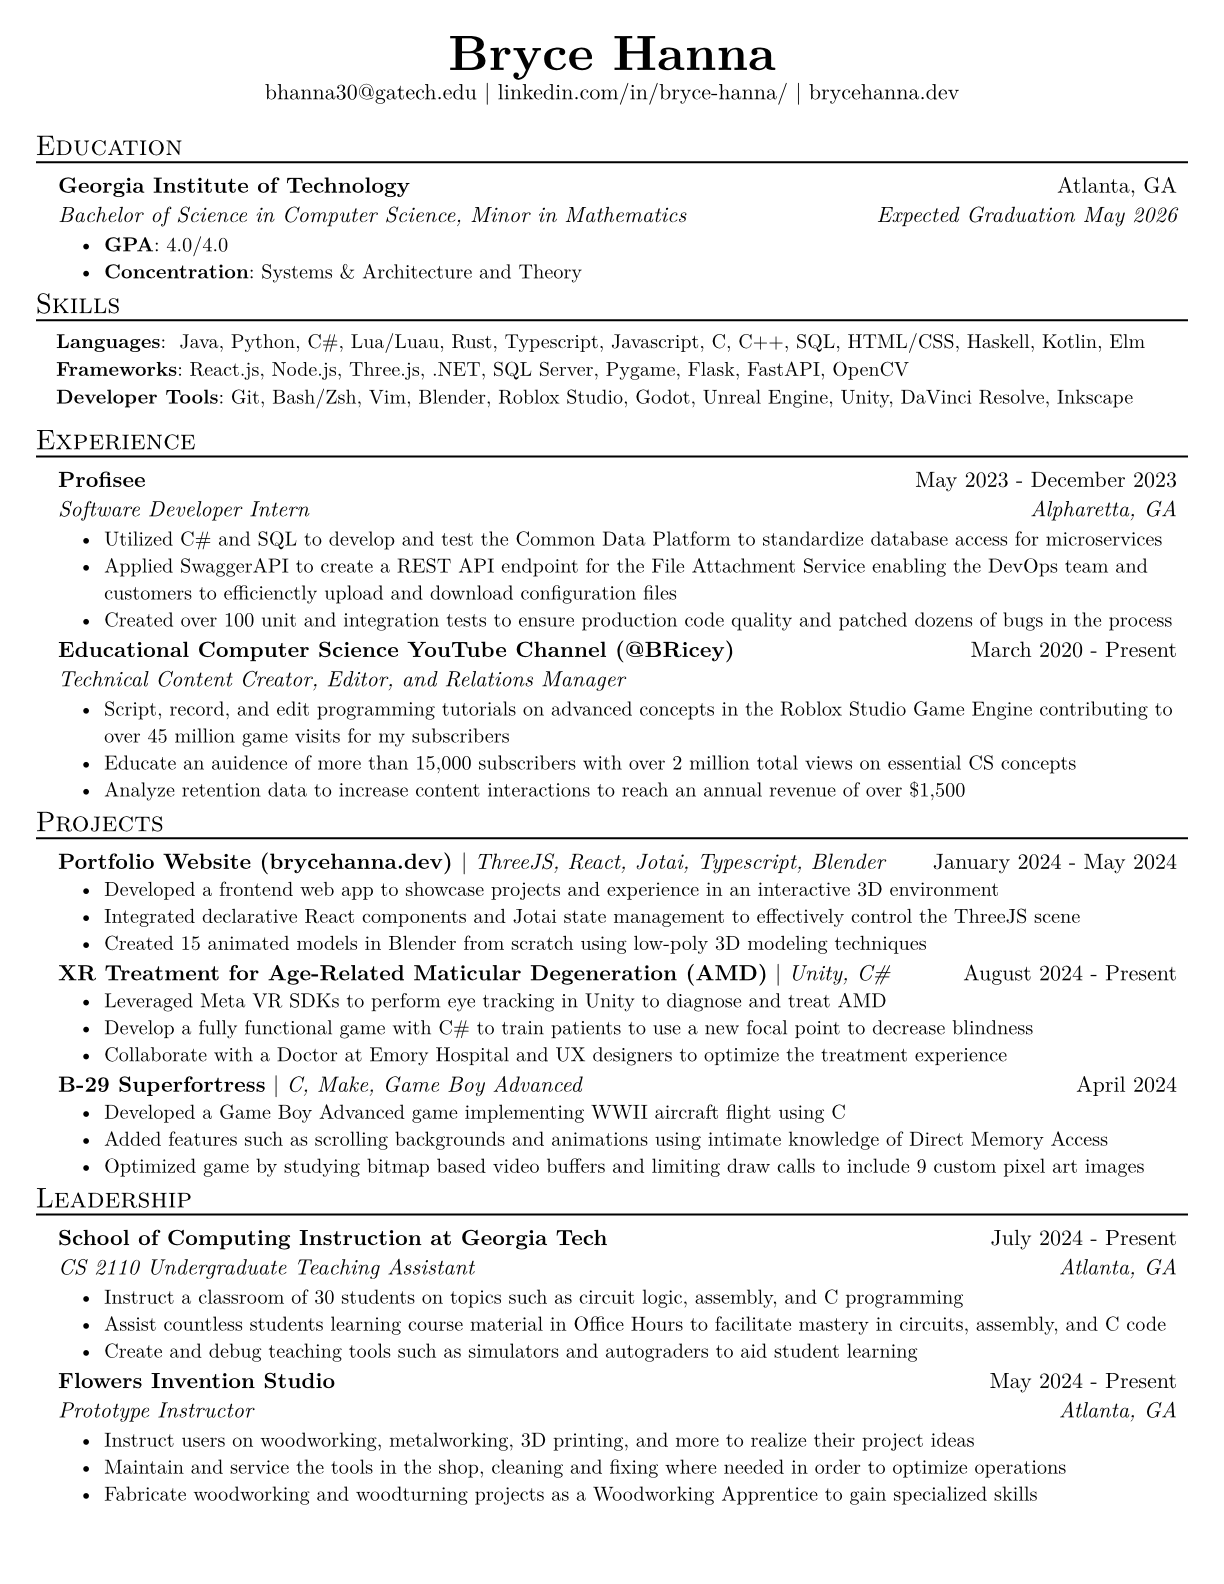 Bryce Hanna
bhanna30@gatech.edu | linkedin.com/in/bryce-hanna/ | brycehanna.dev
Education
Georgia Institute of Technology Atlanta, GA
Bachelor of Science in Computer Science, Minor in Mathematics Expected Graduation May 2026
• GPA: 4.0/4.0
• Concentration: Systems & Architecture and Theory
Skills
Languages: Java, Python, C#, Lua/Luau, Rust, Typescript, Javascript, C, C++, SQL, HTML/CSS, Haskell, Kotlin, Elm
Frameworks: React.js, Node.js, Three.js, .NET, SQL Server, Pygame, Flask, FastAPI, OpenCV
Developer Tools: Git, Bash/Zsh, Vim, Blender, Roblox Studio, Godot, Unreal Engine, Unity, DaVinci Resolve, Inkscape
Experience
Profisee May 2023 - December 2023
Software Developer Intern Alpharetta, GA
• Utilized C# and SQL to develop and test the Common Data Platform to standardize database access for microservices
• Applied SwaggerAPI to create a REST API endpoint for the File Attachment Service enabling the DevOps team and
customers to efficienctly upload and download configuration files
• Created over 100 unit and integration tests to ensure production code quality and patched dozens of bugs in the process
Educational Computer Science YouTube Channel (@BRicey) March 2020 - Present
Technical Content Creator, Editor, and Relations Manager
• Script, record, and edit programming tutorials on advanced concepts in the Roblox Studio Game Engine contributing to
over 45 million game visits for my subscribers
• Educate an auidence of more than 15,000 subscribers with over 2 million total views on essential CS concepts
• Analyze retention data to increase content interactions to reach an annual revenue of over $1,500
Projects
Portfolio Website (brycehanna.dev) | ThreeJS, React, Jotai, Typescript, Blender January 2024 - May 2024
• Developed a frontend web app to showcase projects and experience in an interactive 3D environment
• Integrated declarative React components and Jotai state management to effectively control the ThreeJS scene
• Created 15 animated models in Blender from scratch using low-poly 3D modeling techniques
XR Treatment for Age-Related Maticular Degeneration (AMD) | Unity, C# August 2024 - Present
• Leveraged Meta VR SDKs to perform eye tracking in Unity to diagnose and treat AMD
• Develop a fully functional game with C# to train patients to use a new focal point to decrease blindness
• Collaborate with a Doctor at Emory Hospital and UX designers to optimize the treatment experience
B-29 Superfortress | C, Make, Game Boy Advanced April 2024
• Developed a Game Boy Advanced game implementing WWII aircraft flight using C
• Added features such as scrolling backgrounds and animations using intimate knowledge of Direct Memory Access
• Optimized game by studying bitmap based video buffers and limiting draw calls to include 9 custom pixel art images
Leadership
School of Computing Instruction at Georgia Tech July 2024 - Present
CS 2110 Undergraduate Teaching Assistant Atlanta, GA
• Instruct a classroom of 30 students on topics such as circuit logic, assembly, and C programming
• Assist countless students learning course material in Office Hours to facilitate mastery in circuits, assembly, and C code
• Create and debug teaching tools such as simulators and autograders to aid student learning
Flowers Invention Studio May 2024 - Present
Prototype Instructor Atlanta, GA
• Instruct users on woodworking, metalworking, 3D printing, and more to realize their project ideas
• Maintain and service the tools in the shop, cleaning and fixing where needed in order to optimize operations
• Fabricate woodworking and woodturning projects as a Woodworking Apprentice to gain specialized skills